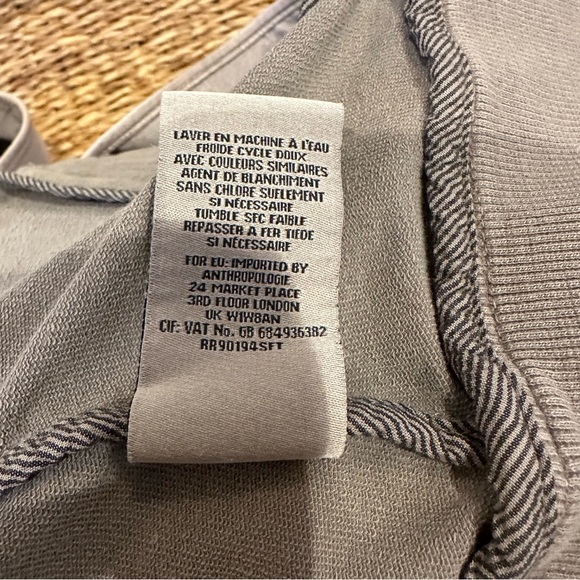 LAVER EN MACHINE À L'EAU
FROIDE CYCLE DOUX.
AVEC COULEURS SIMILAIRES
AGENT DE BLANCHIMENT
SANS CHLORE SUELEMENT
SI NÉCESSAIRE
TUMBLE SEC FAIBLE
REPASSER A FER TIÈDE
SI NÉCESSAIRE
FOR EU: IMPORTED BY
ANTHROPOLOGIE
24 MARKET PLACE
3RD FLOOR LONDON
UK W1W8AN
CIF: VAT No. GB 684936382
RR90194SFT